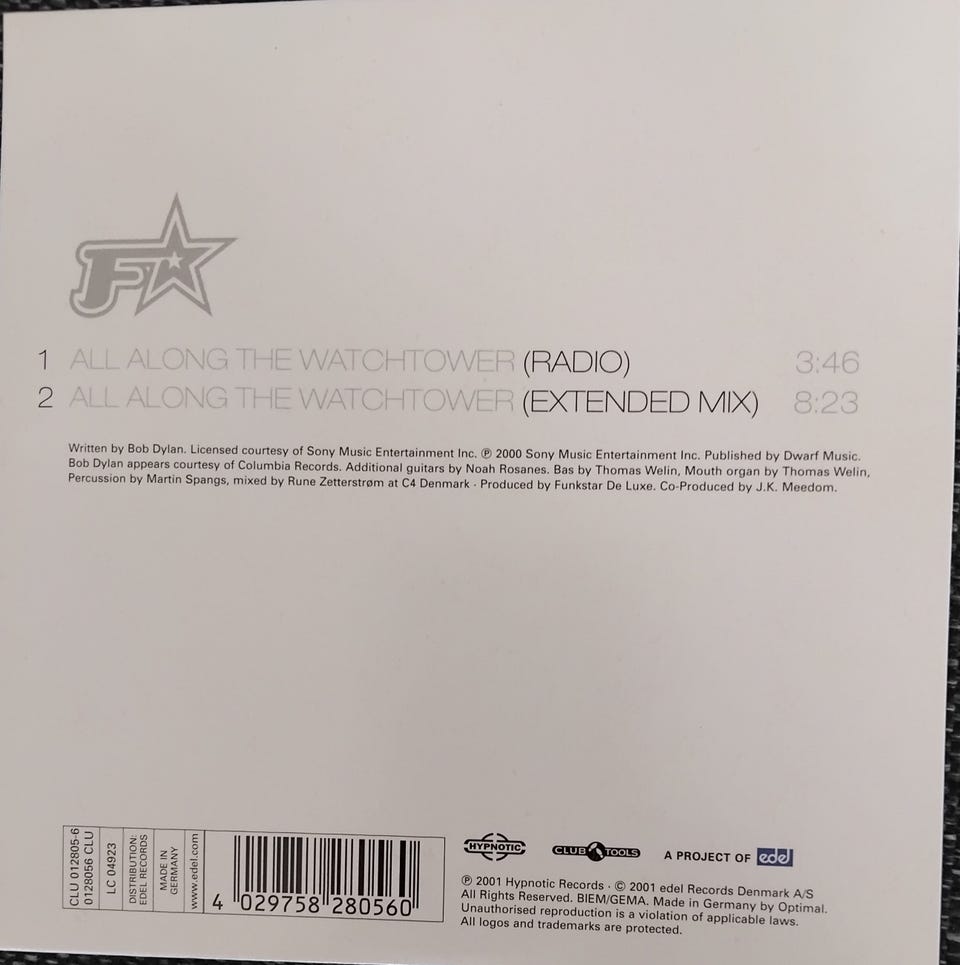 1 ALL ALONG THE WATCHTOWER (RADIO) 3:46
2 ALL ALONG THE WATCHTOWER (EXTENDED MIX) 8:23
Written by Bob Dylan. Licensed courtesy of Sony Music Entertainment Inc. ℗ 2000 Sony Music Entertainment Inc. Published by Dwarf Music.
Bob Dylan appears courtesy of Columbia Records. Additional guitars by Noah Rosanes. Bas by Thomas Welin, Mouth organ by Thomas Welin,
Percussion by Martin Spangs, mixed by Rune Zetterstrøm at C4 Denmark · Produced by Funkstar De Luxe. Co-Produced by J.K. Meedom.
CLU 012805-6
0128056 CLU
LC 04923
DISTRIBUTION:
EDEL RECORDS
MADE IN
GERMANY
www.edel.com
4 029758 280560
HYPNOTIC
CLUB TOOLS
A PROJECT OF edel
℗ 2001 Hypnotic Records · © 2001 edel Records Denmark A/S
All Rights Reserved. BIEM/GEMA. Made in Germany by Optimal.
Unauthorised reproduction is a violation of applicable laws.
All logos and trademarks are protected.